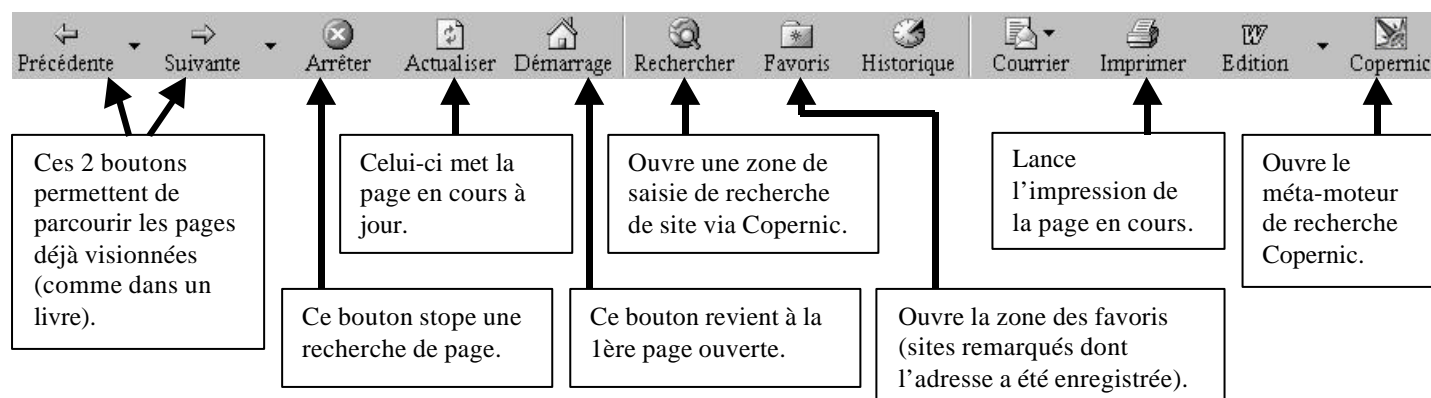 Précédente Suivante Arrêter Actualiser Démarrage Rechercher Favoris Historique Courrier Imprimer Edition Copernic
Ces 2 boutons
permettent de
parcourir les pages
déjà visionnées
(comme dans un
livre).
Celui-ci met la
page en cours à
jour.
Ouvre une zone de
saisie de recherche
de site via Copernic.
Lance
l’impression de
la page en cours.
Ouvre le
méta-moteur
de recherche
Copernic.
Ce bouton stope une
recherche de page.
Ce bouton revient à la
1ère page ouverte.
Ouvre la zone des favoris
(sites remarqués dont
l’adresse a été enregistrée).